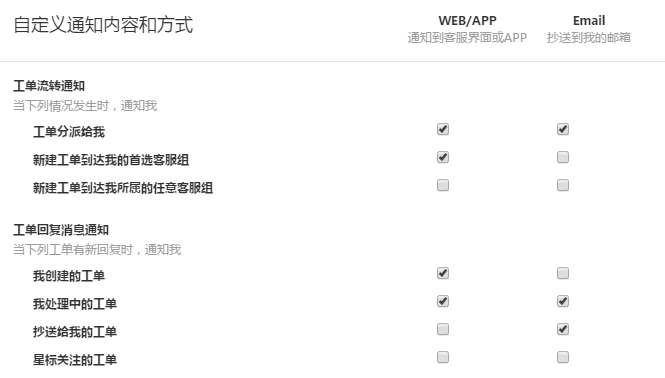 自定义通知内容和方式
WEB/APP Email
通知到客服界面或APP 抄送到我的邮箱
工单流转通知
当下列情况发生时，通知我
工单分派给我
新建工单到达我的首选客服组
新建工单到达我所属的任意客服组
工单回复消息通知
当下列工单有新回复时，通知我
我创建的工单
我处理中的工单
抄送给我的工单
星标关注的工单